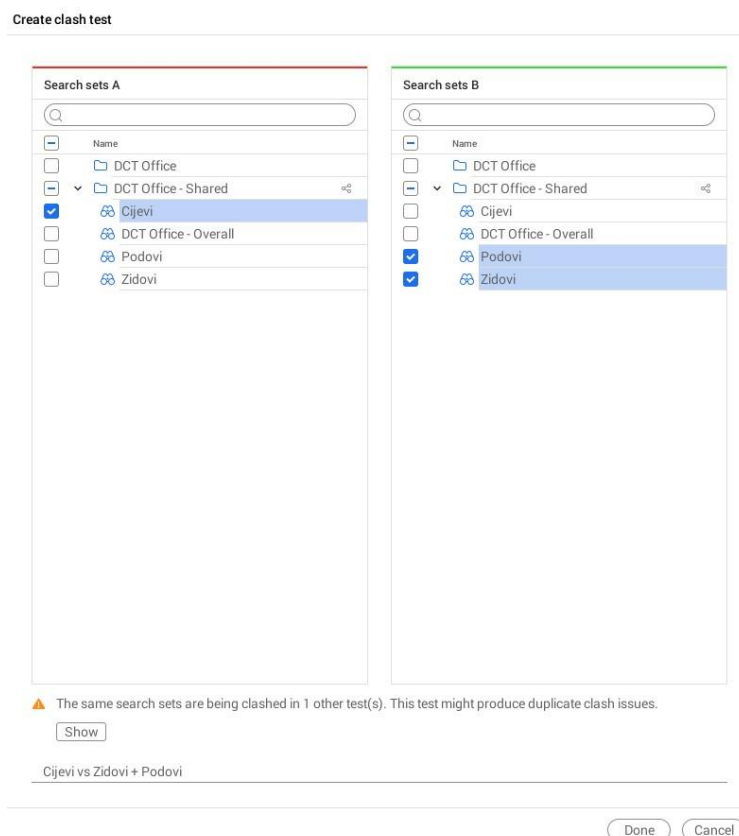 Create clash test
Search sets A
Name
DCT Office
DCT Office - Shared
Cijevi
DCT Office - Overall
Podovi
Zidovi
Search sets B
Name
DCT Office
DCT Office - Shared
Cijevi
DCT Office - Overall
Podovi
Zidovi
The same search sets are being clashed in 1 other test(s). This test might produce duplicate clash issues.
Show
Cijevi vs Zidovi + Podovi
Done Cancel